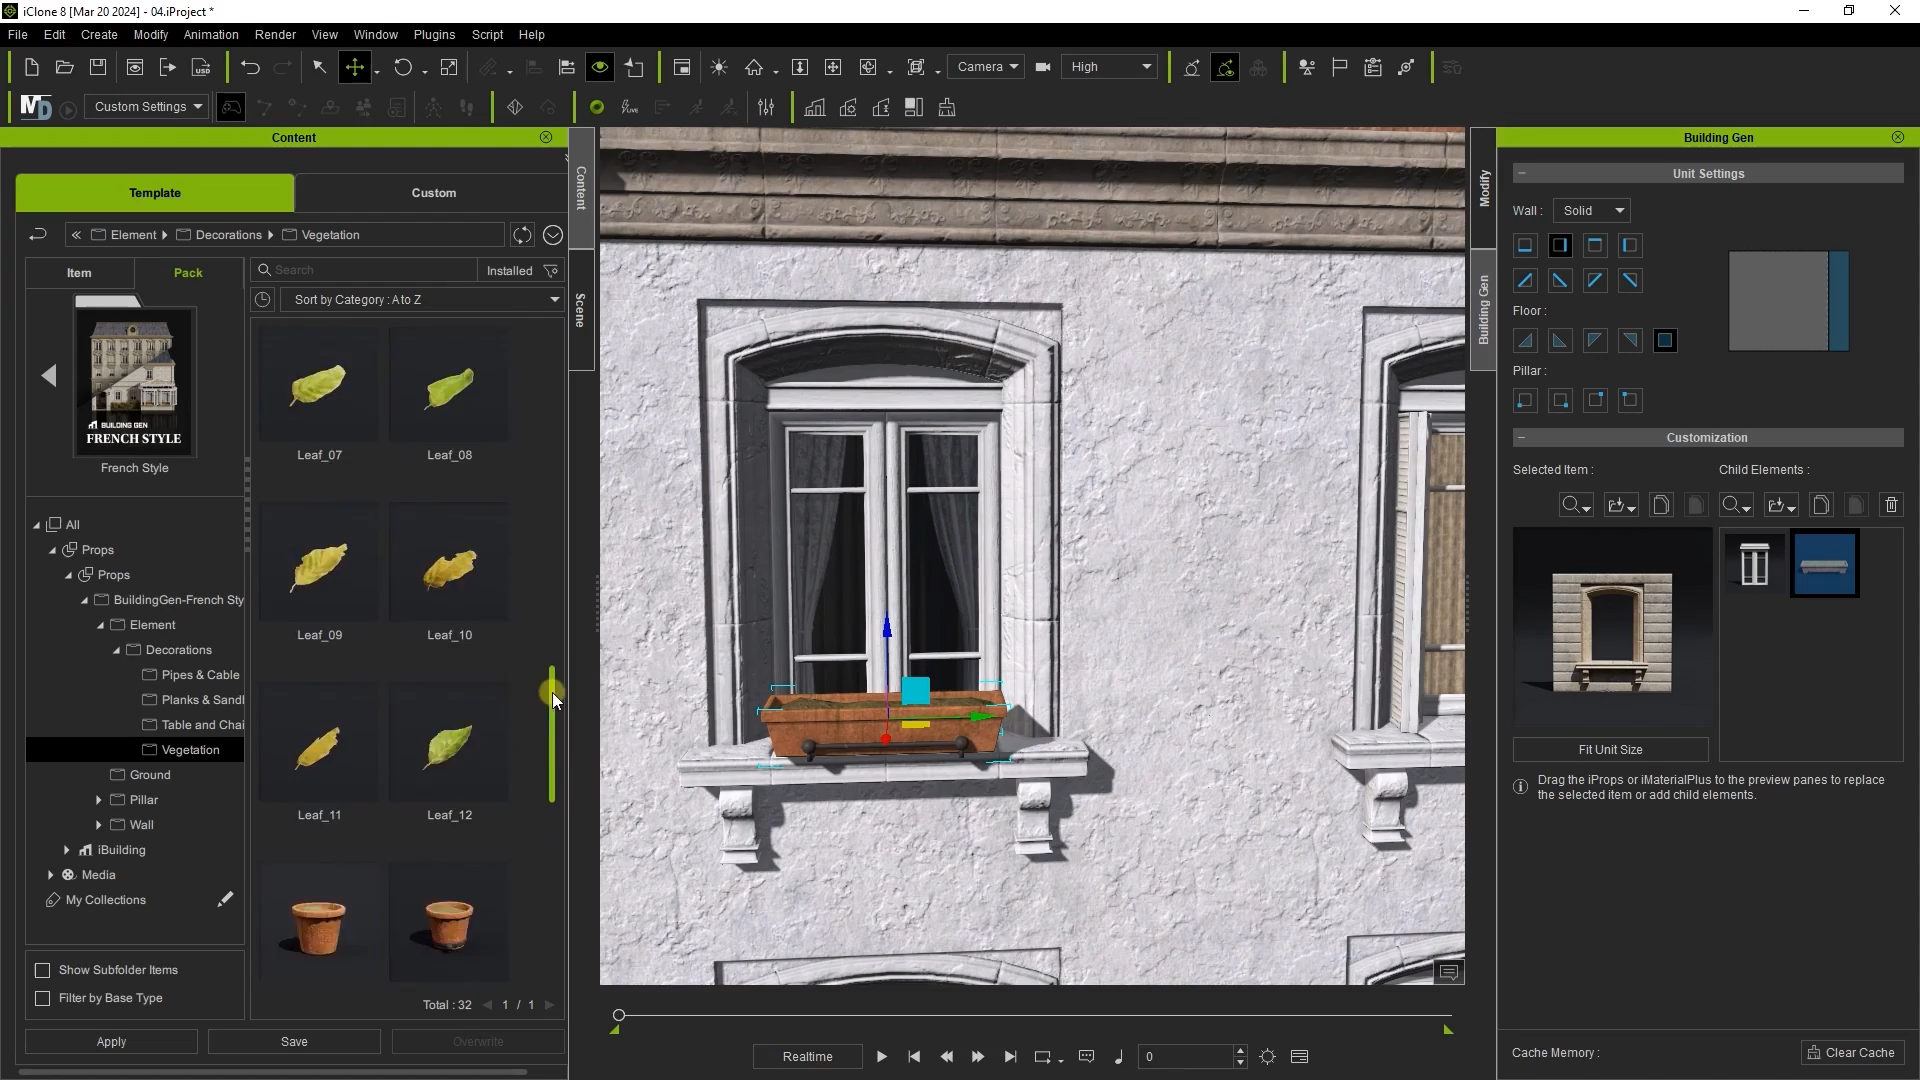 iClone 8 [Mar 20 2024] - 04.iProject *
File Edit Create Modify Animation Render View Window Plugins Script Help
USD
Camera High
MD Custom Settings LIVE
Content
Building Gen
Template Custom
« Element Decorations Vegetation
Item Pack
Search Installed
Sort by Category : A to Z
BUILDING GEN
FRENCH STYLE
French Style
All
Props
Props
BuildingGen-French Sty
Element
Decorations
Pipes & Cable
Planks & Sandl
Table and Chai
Vegetation
Ground
Pillar
Wall
iBuilding
Media
My Collections
Show Subfolder Items
Filter by Base Type
Leaf_07 Leaf_08
Leaf_09 Leaf_10
Leaf_11 Leaf_12
Total : 32 1 / 1
Apply Save Overwrite
Content
Scene
Modify
Building Gen
Realtime 0
Unit Settings
Wall : Solid
Floor :
Pillar :
Customization
Selected Item : Child Elements :
Fit Unit Size
Drag the iProps or iMaterialPlus to the preview panes to replace
the selected item or add child elements.
Cache Memory : Clear Cache